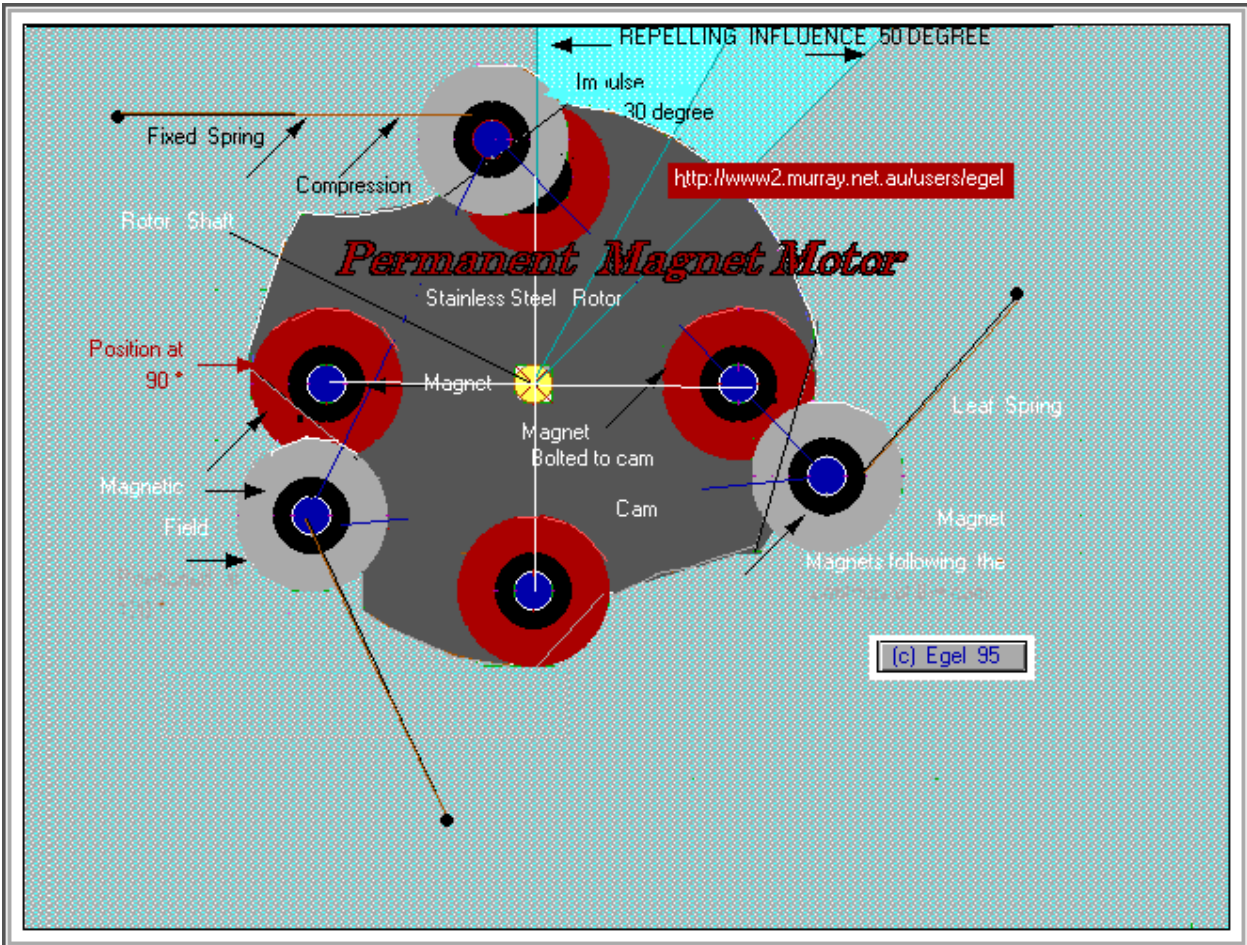 REPELLING INFLUENCE 50 DEGREE
Im ulse
30 degree
Fixed Spring
Compression
http://www2.murray.net.au/users/egel
Rotor Shaft
Permanent Magnet Motor
Stainless Steel Rotor
Position at
90 °
Magnet
Leaf Spring
Magnet
Bolted to cam
Magnetic
Field
Cam
Magnet
Magnets following the
(c) Egel 95